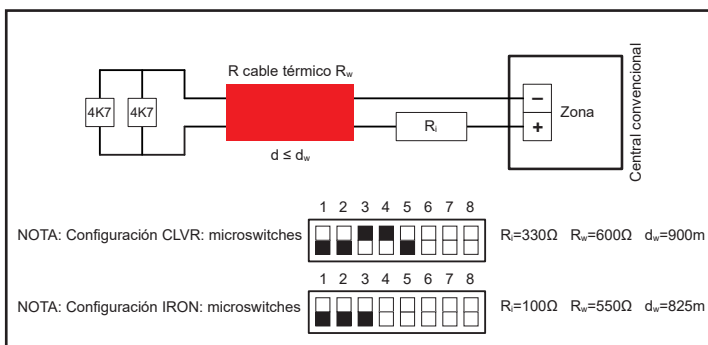 R cable térmico Rw
4K7 4K7
Ri
d ≤ dw
−
+
Zona
Central convencional
1 2 3 4 5 6 7 8
NOTA: Configuración CLVR: microswitches Ri=330Ω Rw=600Ω dw=900m
1 2 3 4 5 6 7 8
NOTA: Configuración IRON: microswitches Ri=100Ω Rw=550Ω dw=825m